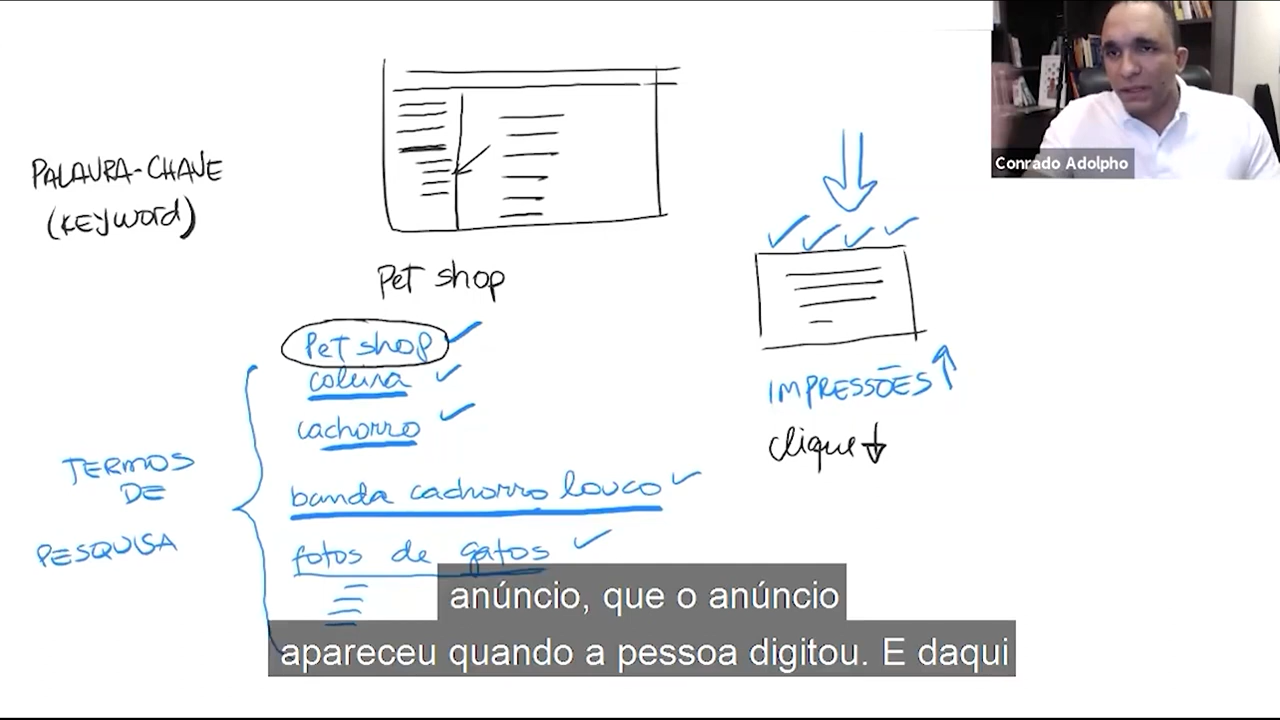 Conrado Adolpho
PALAVRA-CHAVE
(KEYWORD)
Pet shop
Pet shop
coleira
cachorro
banda cachorro louco
fotos de gatos
TERMOS
DE
PESQUISA
IMPRESSÕES
clique
anúncio, que o anúncio
apareceu quando a pessoa digitou. E daqui